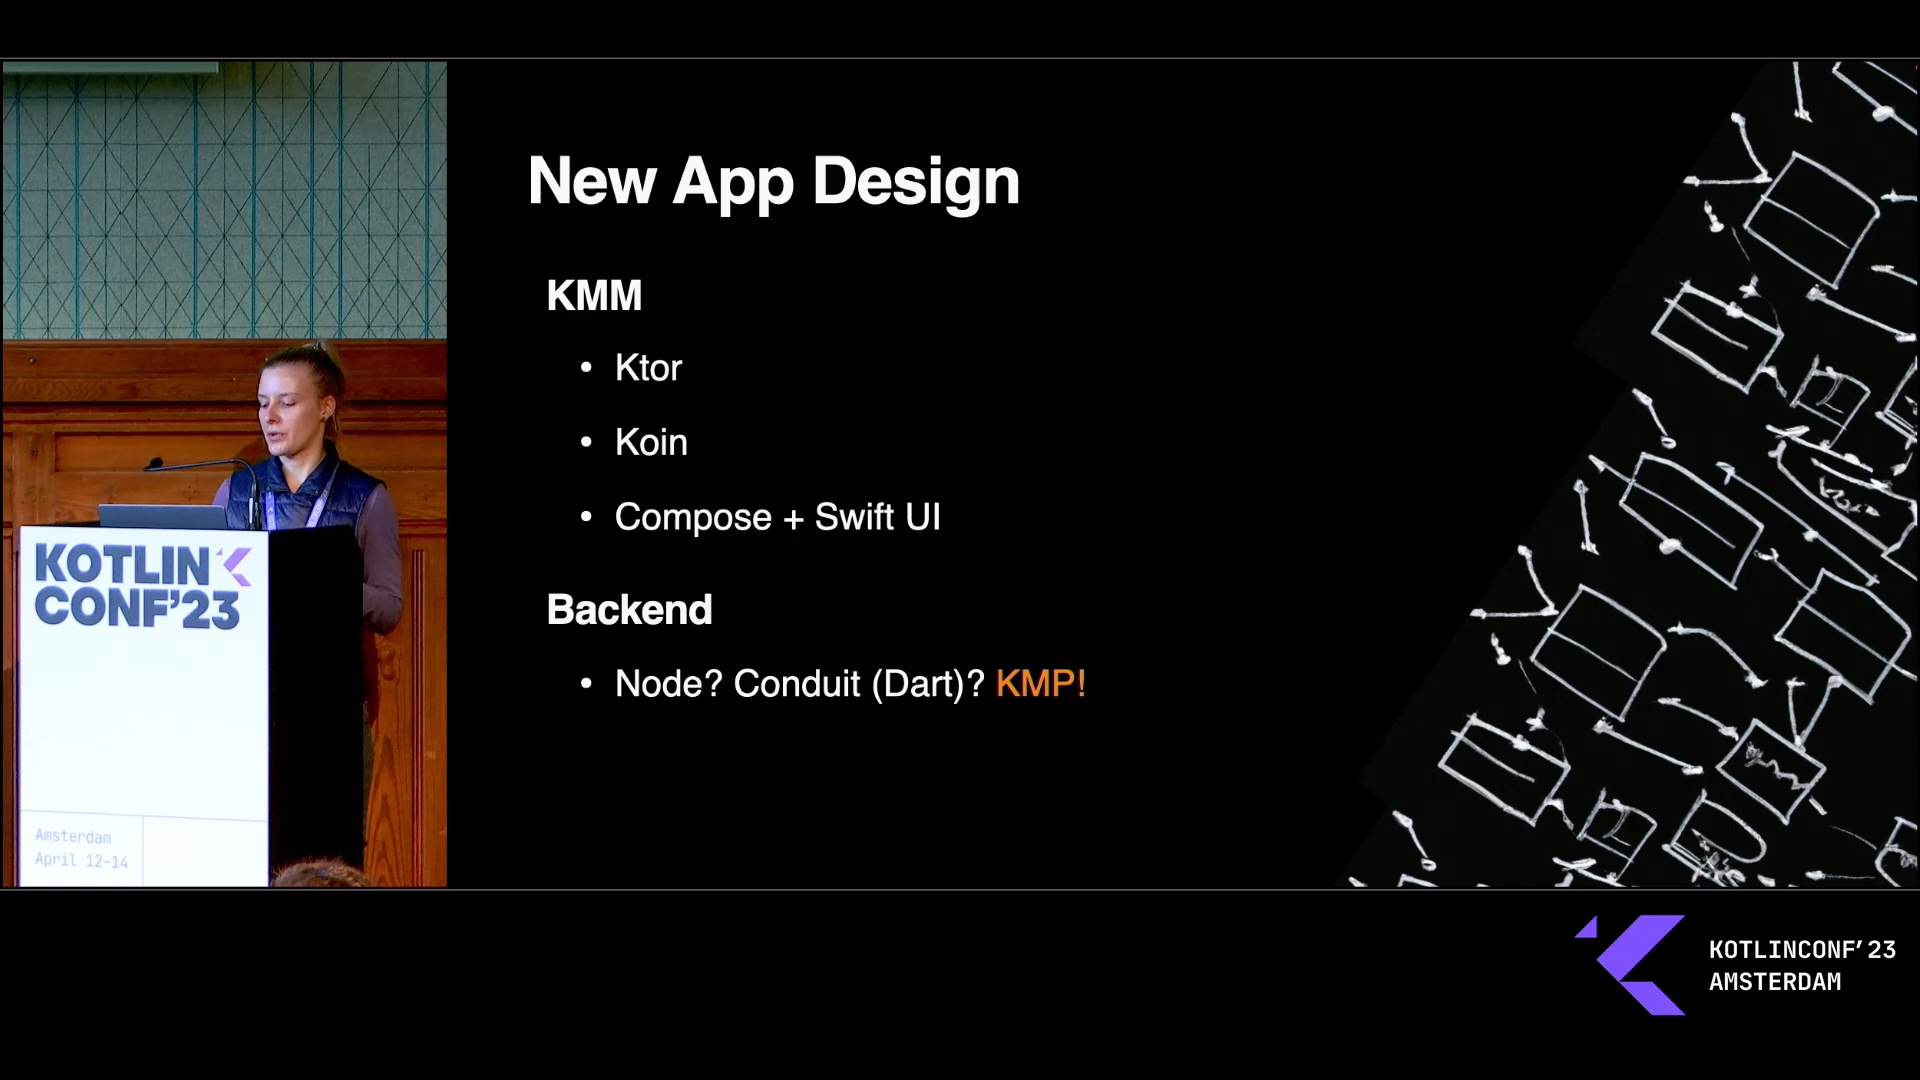 New App Design
KMM
• Ktor
• Koin
• Compose + Swift UI
Backend
• Node? Conduit (Dart)? KMP!
KOTLIN
CONF’23
Amsterdam
April 12-14
KOTLINCONF’23
AMSTERDAM